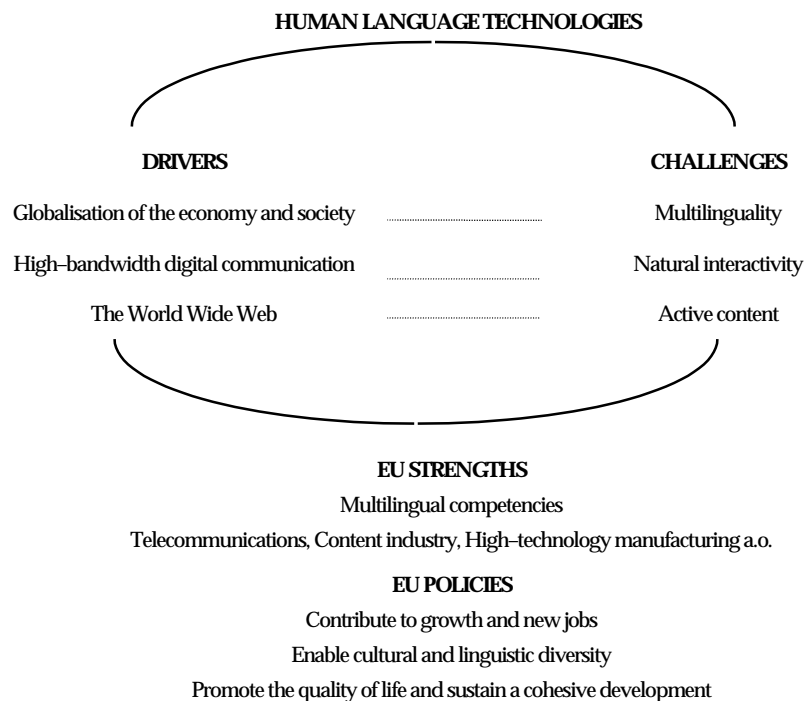 HUMAN LANGUAGE TECHNOLOGIES
DRIVERS CHALLENGES
Globalisation of the economy and society Multilinguality
High–bandwidth digital communication Natural interactivity
The World Wide Web Active content
EU STRENGTHS
Multilingual competencies
Telecommunications, Content industry, High–technology manufacturing a.o.
EU POLICIES
Contribute to growth and new jobs
Enable cultural and linguistic diversity
Promote the quality of life and sustain a cohesive development